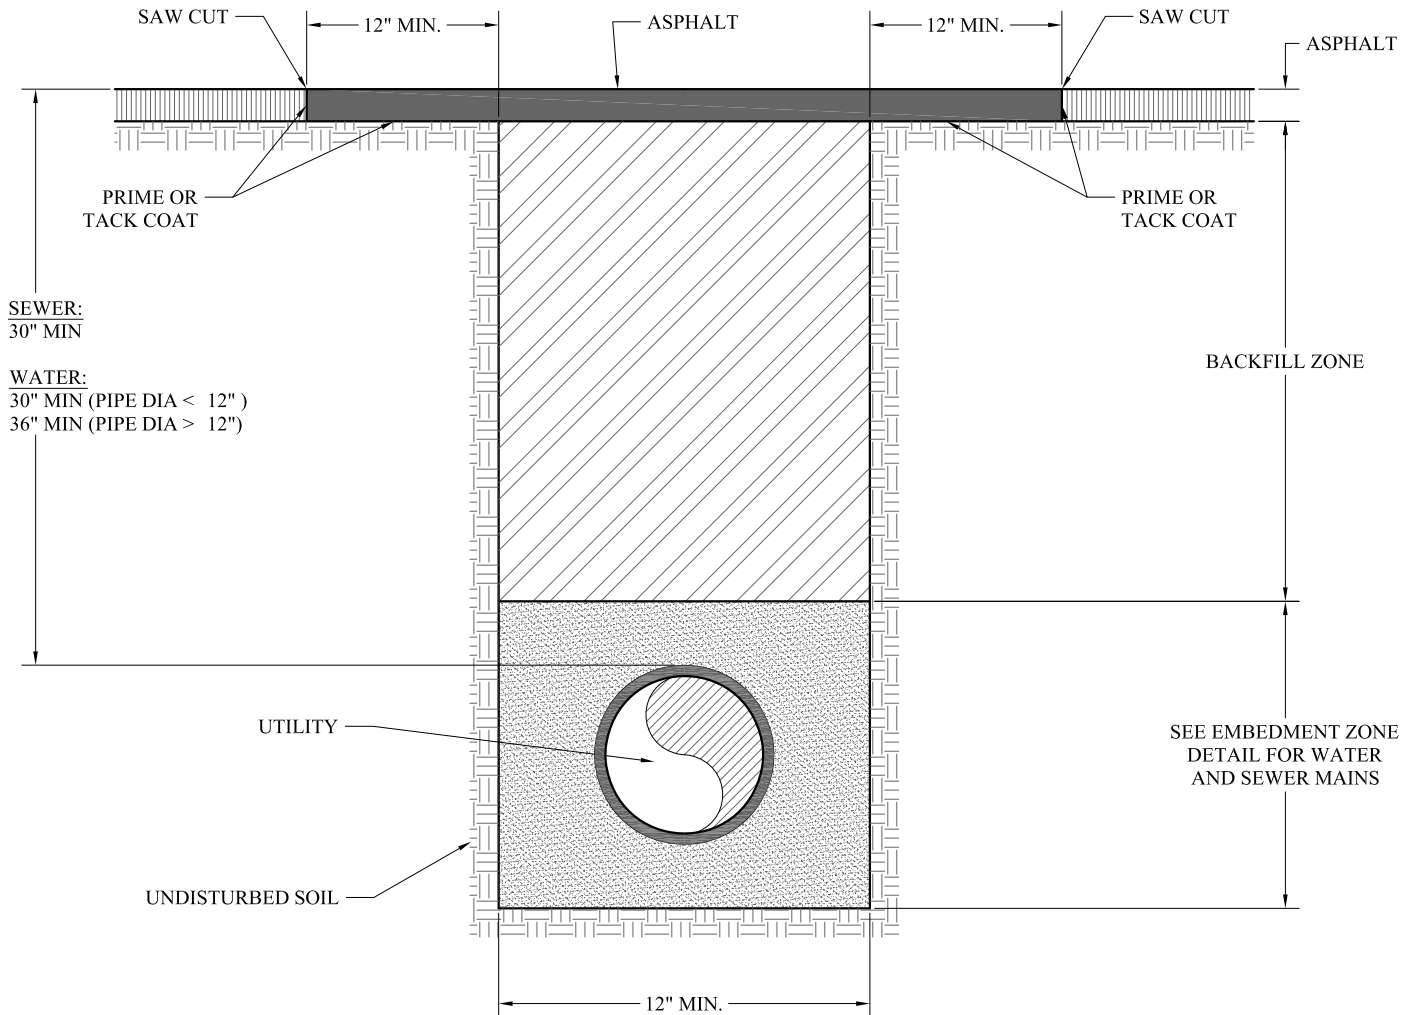 SAW CUT
12" MIN.
ASPHALT
12" MIN.
SAW CUT
ASPHALT
PRIME OR
TACK COAT
PRIME OR
TACK COAT
SEWER:
30" MIN
WATER:
30" MIN (PIPE DIA < 12" )
36" MIN (PIPE DIA > 12")
BACKFILL ZONE
UTILITY
SEE EMBEDMENT ZONE
DETAIL FOR WATER
AND SEWER MAINS
UNDISTURBED SOIL
12" MIN.